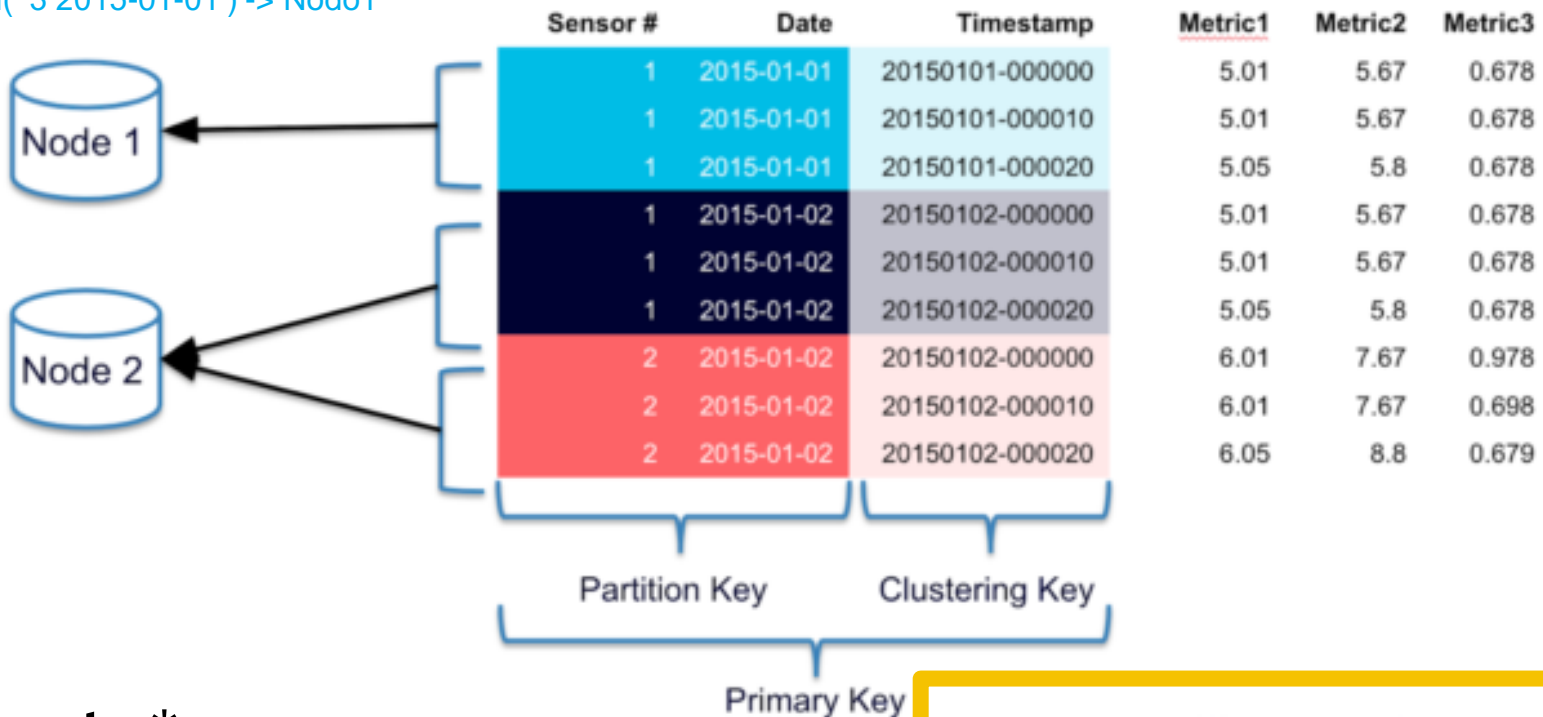 3 2015-01-01 ) -> Nodo1
Sensor # Date Timestamp Metric1 Metric2 Metric3
1 2015-01-01 20150101-000000 5.01 5.67 0.678
1 2015-01-01 20150101-000010 5.01 5.67 0.678
1 2015-01-01 20150101-000020 5.05 5.8 0.678
1 2015-01-02 20150102-000000 5.01 5.67 0.678
1 2015-01-02 20150102-000010 5.01 5.67 0.678
1 2015-01-02 20150102-000020 5.05 5.8 0.678
2 2015-01-02 20150102-000000 6.01 7.67 0.978
2 2015-01-02 20150102-000010 6.01 7.67 0.698
2 2015-01-02 20150102-000020 6.05 8.8 0.679
Node 1
Node 2
Partition Key Clustering Key
Primary Key